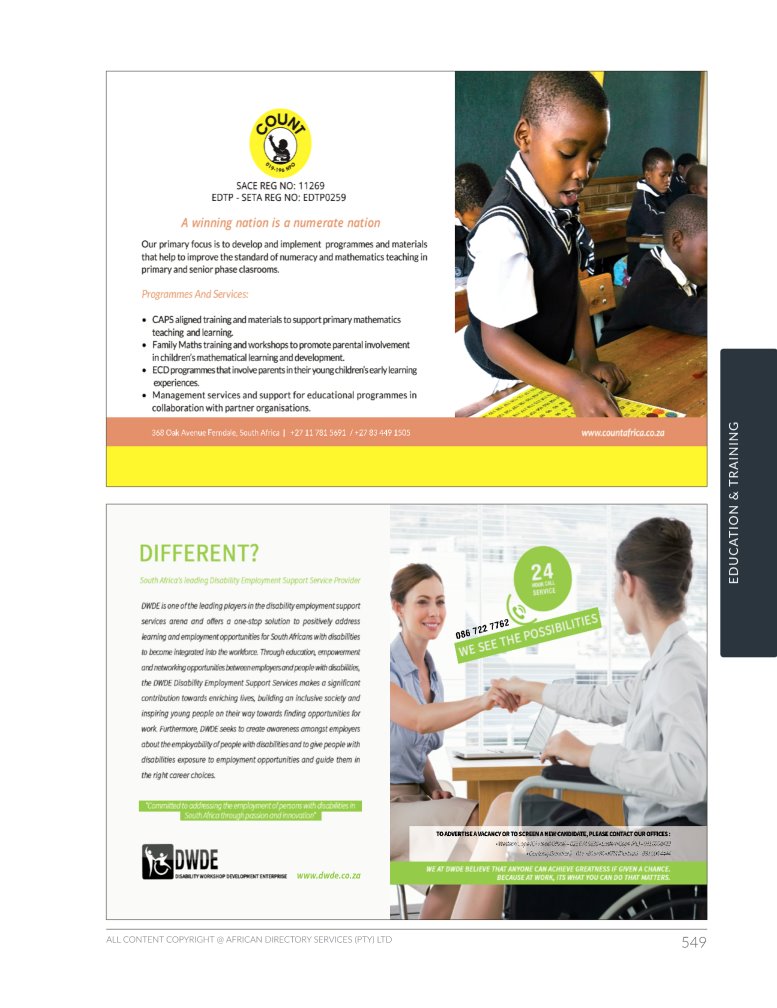 COUNT
019-196 NPO
SACE REG NO: 11269
EDTP - SETA REG NO: EDTP0259
A winning nation is a numerate nation
Our primary focus is to develop and implement programmes and materials
that help to improve the standard of numeracy and mathematics teaching in
primary and senior phase clasrooms.
Programmes And Services:
• CAPS aligned training and materials to support primary mathematics
teaching and learning.
• Family Maths training and workshops to promote parental involvement
in children's mathematical learning and development.
• ECD programmes that involve parents in their young children's early learning
experiences.
• Management services and support for educational programmes in
collaboration with partner organisations.
368 Oak Avenue Ferndale, South Africa | +27 11 781 5691 / +27 83 449 1505
www.countafrica.co.za
EDUCATION & TRAINING
DIFFERENT?
South Africa's leading Disability Employment Support Service Provider
DWDE is one of the leading players in the disability employment support
services arena and offers a one-stop solution to positively address
learning and employment opportunities for South Africans with disabilities
to become integrated into the workforce. Through education, empowerment
and networking opportunities between employers and people with disabilities,
the DWDE Disability Employment Support Services makes a significant
contribution towards enriching lives, building an inclusive society and
inspiring young people on their way towards finding opportunities for
work. Furthermore, DWDE seeks to create awareness amongst employers
about the employability of people with disabilities and to give people with
disabilities exposure to employment opportunities and guide them in
the right career choices.
"Committed to addressing the employment of persons with disabilities in
South Africa through passion and innovation"
DWDE
DISABILITY WORKSHOP DEVELOPMENT ENTERPRISE
www.dwde.co.za
24
HOUR CALL
SERVICE
086 722 7762
WE SEE THE POSSIBILITIES
TO ADVERTISE A VACANCY OR TO SCREEN A NEW CANDIDATE, PLEASE CONTACT OUR OFFICES :
WE AT DWDE BELIEVE THAT ANYONE CAN ACHIEVE GREATNESS IF GIVEN A CHANCE.
BECAUSE AT WORK, ITS WHAT YOU CAN DO THAT MATTERS.
ALL CONTENT COPYRIGHT @ AFRICAN DIRECTORY SERVICES (PTY) LTD
549